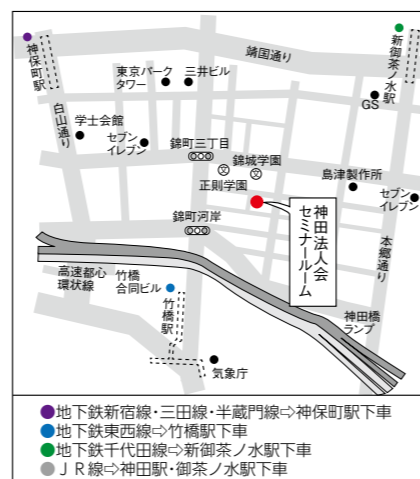 神保町駅
靖国通り
新御茶ノ水駅
東京パーク
タワー
三井ビル
白山通り
GS
学士会館
セブン
イレブン
錦町三丁目
錦城学園
正則学園
島津製作所
セブン
イレブン
錦町河岸
神田法人会
セミナールーム
本郷通り
高速都心
環状線
竹橋
合同ビル
竹橋駅
神田橋
ランプ
気象庁
●地下鉄新宿線・三田線・半蔵門線⇨神保町駅下車
●地下鉄東西線⇨竹橋駅下車
●地下鉄千代田線⇨新御茶ノ水駅下車
●ＪＲ線⇨神田駅・御茶ノ水駅下車